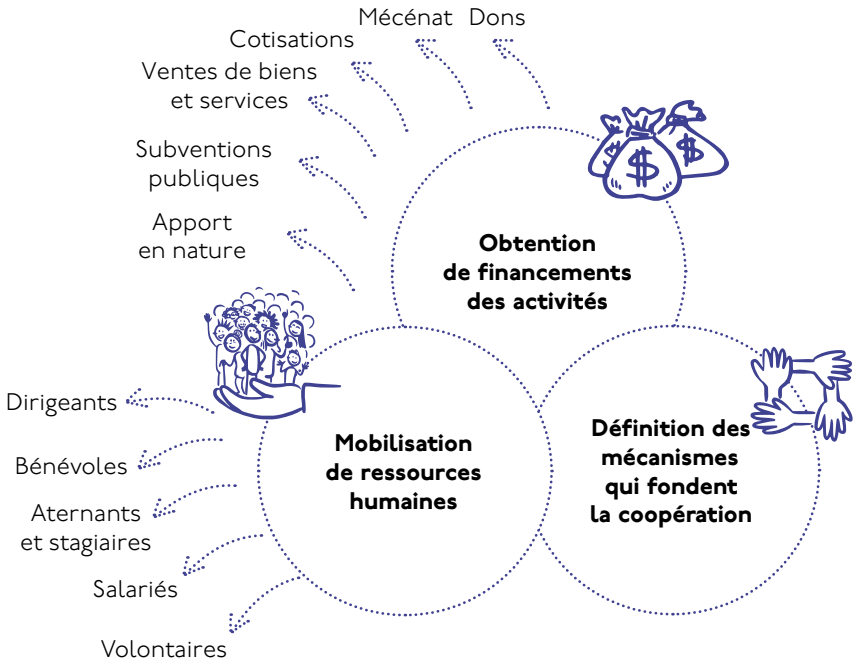 Mécénat
Dons
Cotisations
Ventes de biens
et services
Subventions
publiques
Apport
en nature
Obtention
de financements
des activités
Dirigeants
Bénévoles
Aternants
et stagiaires
Salariés
Volontaires
Mobilisation
de ressources
humaines
Définition des
mécanismes
qui fondent
la coopération